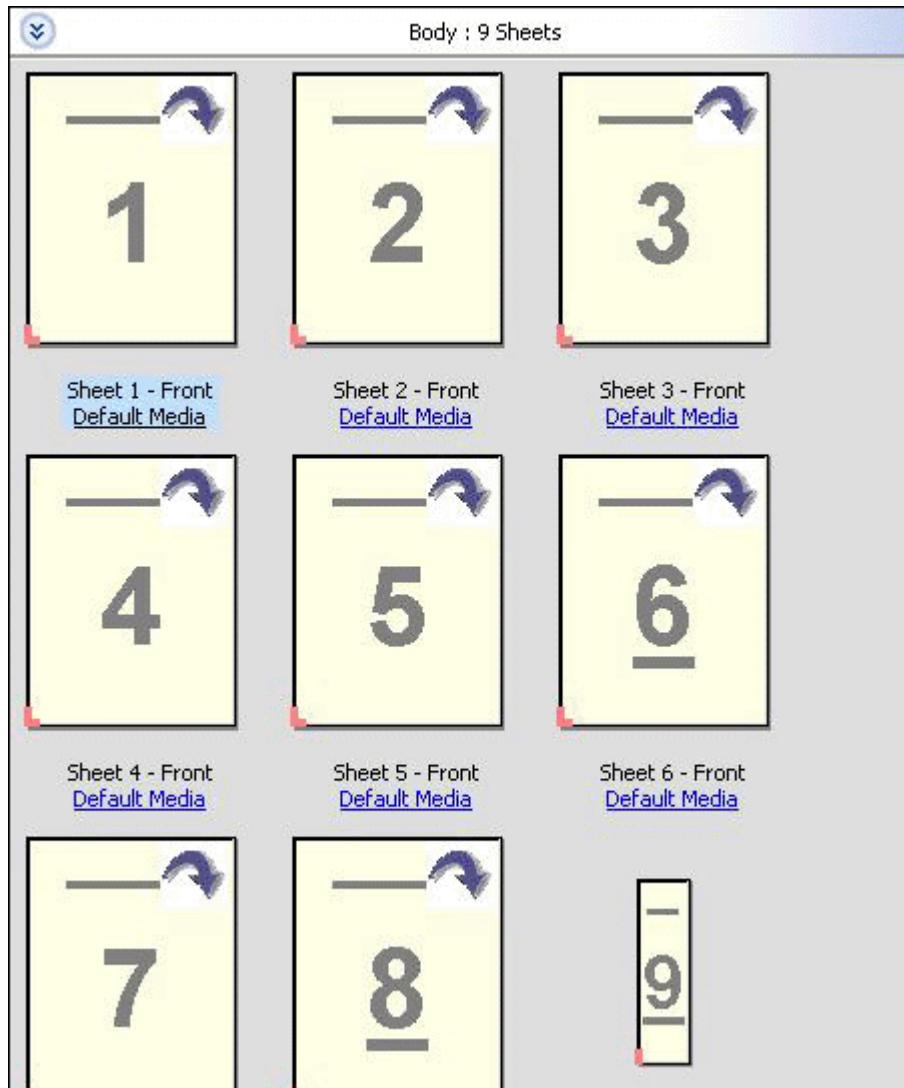 Body : 9 Sheets
1 2 3
Sheet 1 - Front Sheet 2 - Front Sheet 3 - Front
Default Media Default Media Default Media
4 5 6
Sheet 4 - Front Sheet 5 - Front Sheet 6 - Front
Default Media Default Media Default Media
7 8 9